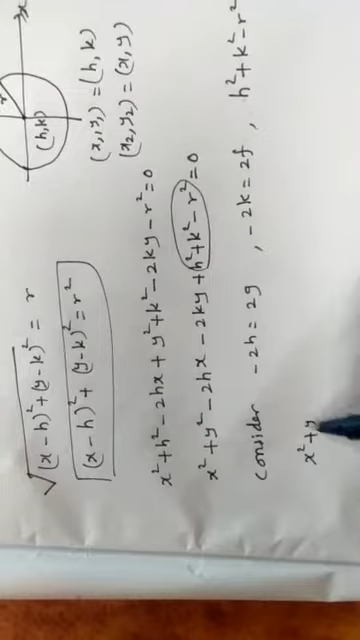 x
r
(h,k)
(x₁,y₁) = (h,k)
(x₂,y₂) = (x,y)
√(x-h)²+(y-k)² = r
(x-h)² + (y-k)² = r²
x²+h²-2hx + y²+k²-2ky-r²=0
x²+y²-2hx-2ky+h²+k²-r²=0
consider -2h=2g , -2k=2f , h²+k²-r²
x²+y